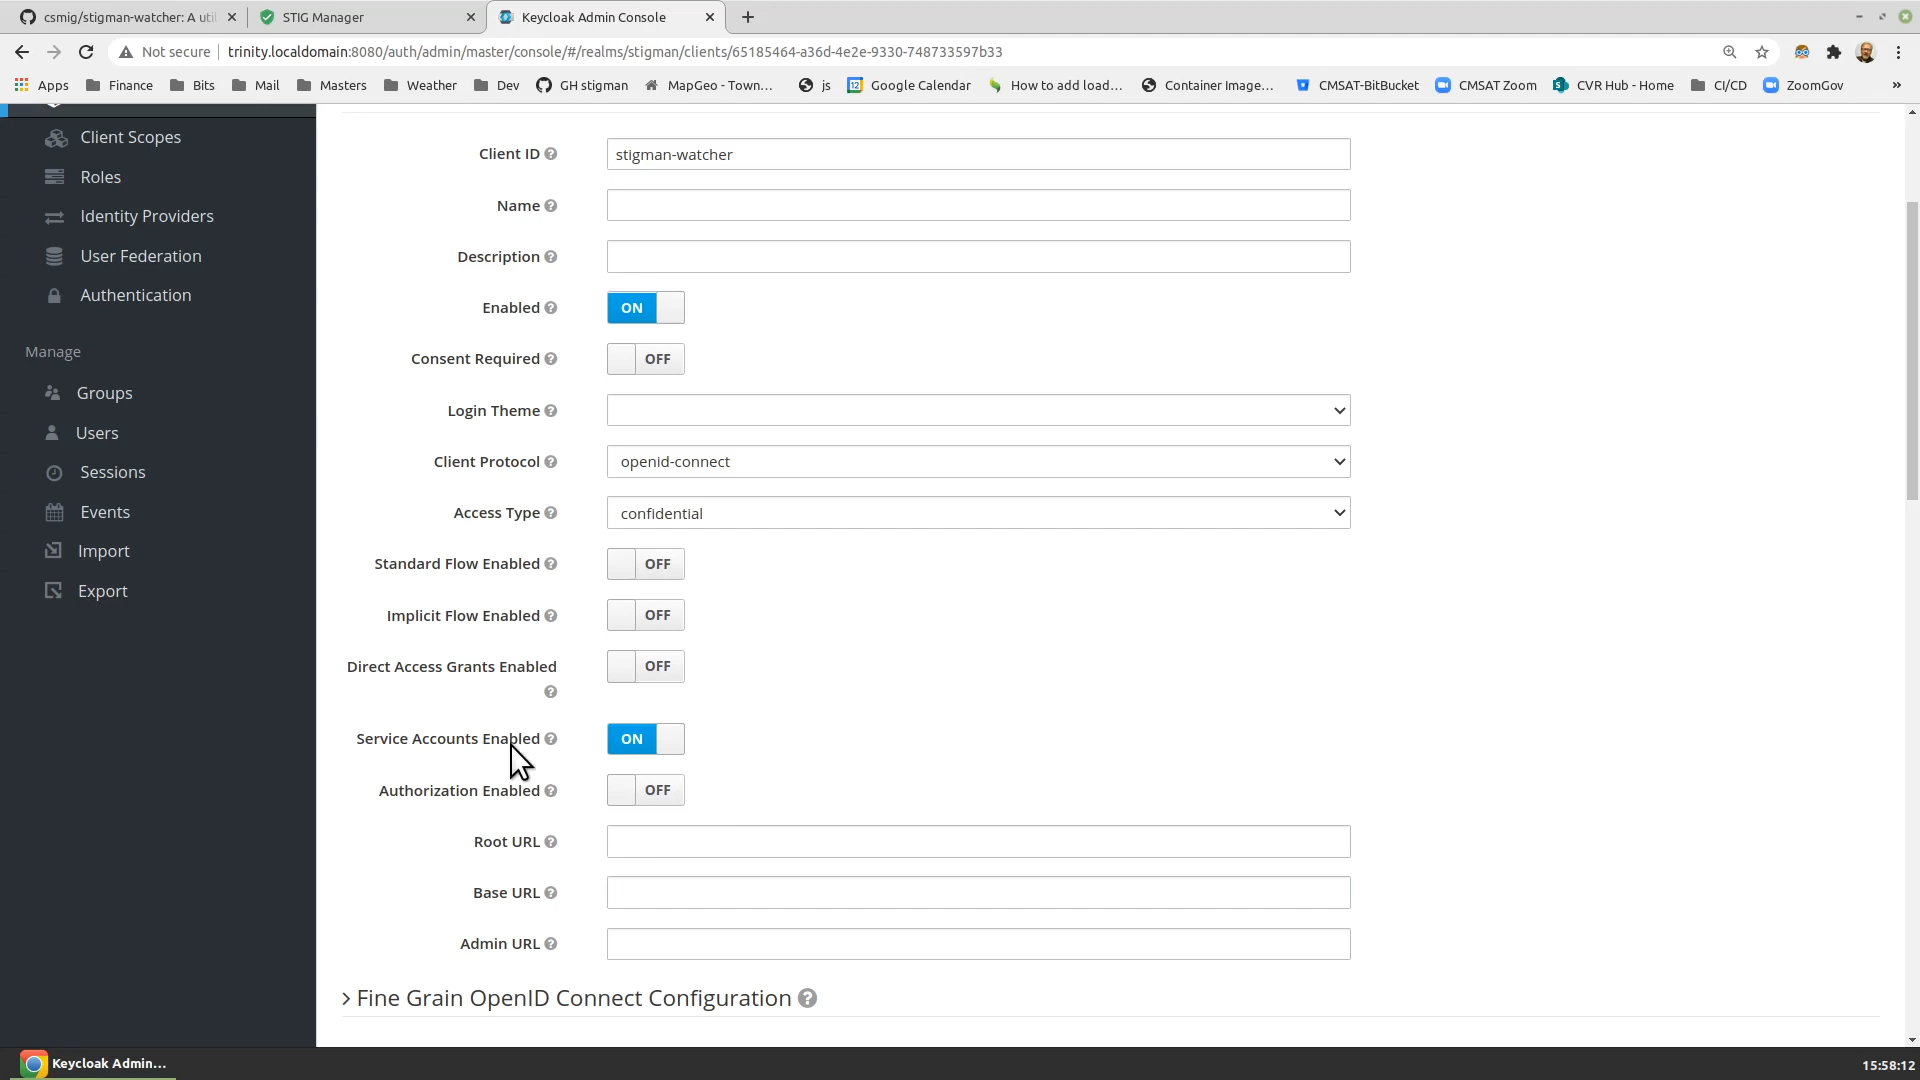 csmig/stigman-watcher: A uti
STIG Manager
Keycloak Admin Console
Not secure
trinity.localdomain:8080/auth/admin/master/console/#/realms/stigman/clients/65185464-a36d-4e2e-9330-748733597b33
Apps
Finance
Bits
Mail
Masters
Weather
Dev
GH stigman
MapGeo - Town...
js
Google Calendar
How to add load...
Container Image...
CMSAT-BitBucket
CMSAT Zoom
CVR Hub - Home
CI/CD
ZoomGov
»
Client Scopes
Roles
Identity Providers
User Federation
Authentication
Manage
Groups
Users
Sessions
Events
Import
Export
Client ID
stigman-watcher
Name
Description
Enabled
ON
Consent Required
OFF
Login Theme
Client Protocol
openid-connect
Access Type
confidential
Standard Flow Enabled
OFF
Implicit Flow Enabled
OFF
Direct Access Grants Enabled
OFF
Service Accounts Enabled
ON
Authorization Enabled
OFF
Root URL
Base URL
Admin URL
Fine Grain OpenID Connect Configuration
Keycloak Admin...
15:58:12